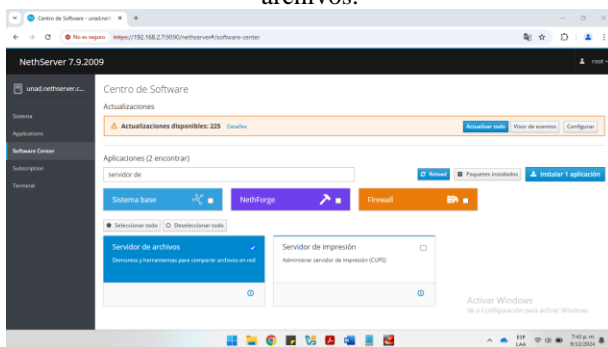 archivos.
Centro de Software - unad.net
No es seguro https://192.168.2.7:9090/nethserver#/software-center
NethServer 7.9.2009
root
unad.nethserver.c...
Sistema
Applications
Software Center
Subscription
Terminal
Centro de Software
Actualizaciones
Actualizaciones disponibles: 225 Detalles
Actualizar todo Visor de eventos Configurar
Aplicaciones (2 encontrar)
servidor de
Reload Paquetes instalados Instalar 1 aplicación
Sistema base NethForge Firewall
Seleccionar todo Deseleccionar todo
Servidor de archivos
Demonios y herramientas para compartir archivos en red
Servidor de impresión
Administrar servidor de impresión (CUPS)
Activar Windows
Ve a Configuración para activar Windows.
ESP
LAA
7:42 p. m.
9/12/2024